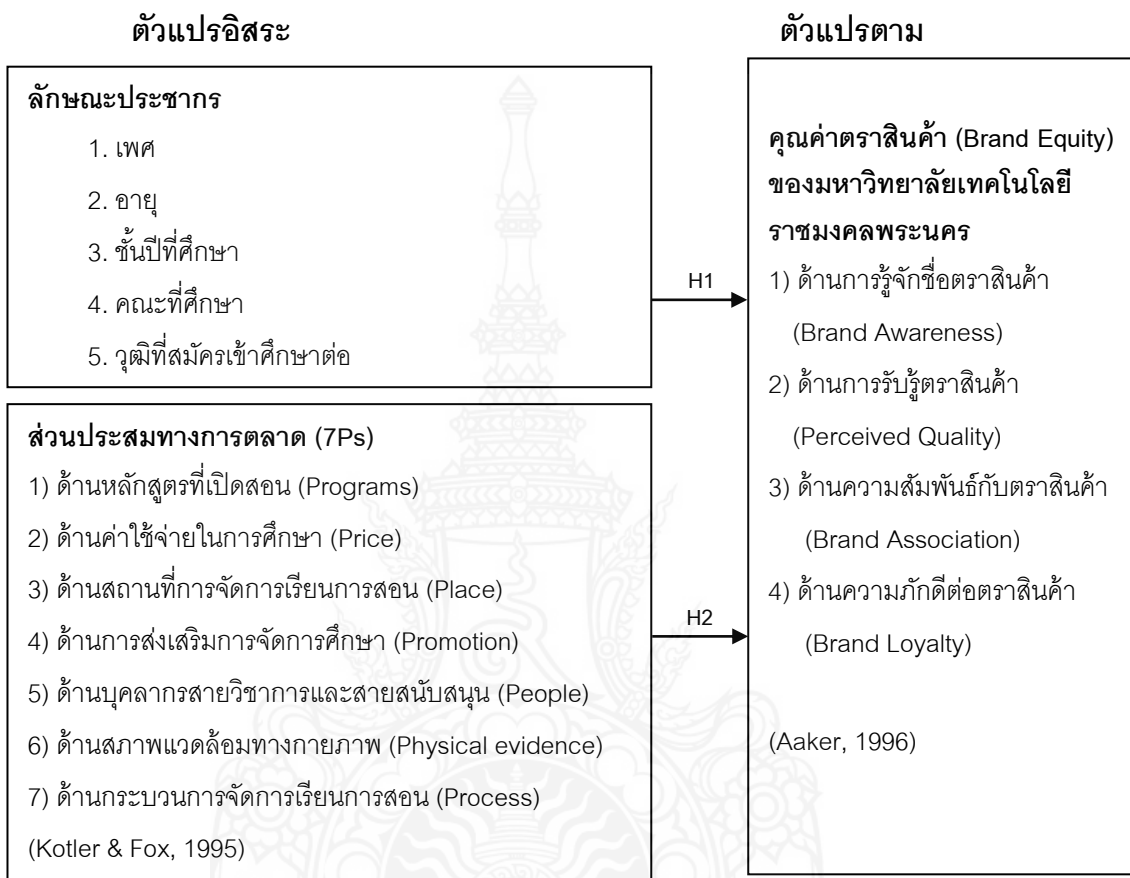 ตัวแปรอิสระ
ตัวแปรตาม
ลักษณะประชากร
1. เพศ
2. อายุ
3. ชั้นปีที่ศึกษา
4. คณะที่ศึกษา
5. วุฒิที่สมัครเข้าศึกษาต่อ
H1
ส่วนประสมทางการตลาด (7Ps)
1) ด้านหลักสูตรที่เปิดสอน (Programs)
2) ด้านค่าใช้จ่ายในการศึกษา (Price)
3) ด้านสถานที่การจัดการเรียนการสอน (Place)
4) ด้านการส่งเสริมการจัดการศึกษา (Promotion)
5) ด้านบุคลากรสายวิชาการและสายสนับสนุน (People)
6) ด้านสภาพแวดล้อมทางกายภาพ (Physical evidence)
7) ด้านกระบวนการจัดการเรียนการสอน (Process)
(Kotler & Fox, 1995)
H2
คุณค่าตราสินค้า (Brand Equity)
ของมหาวิทยาลัยเทคโนโลยี
ราชมงคลพระนคร
1) ด้านการรู้จักชื่อตราสินค้า
(Brand Awareness)
2) ด้านการรับรู้ตราสินค้า
(Perceived Quality)
3) ด้านความสัมพันธ์กับตราสินค้า
(Brand Association)
4) ด้านความภักดีต่อตราสินค้า
(Brand Loyalty)
(Aaker, 1996)